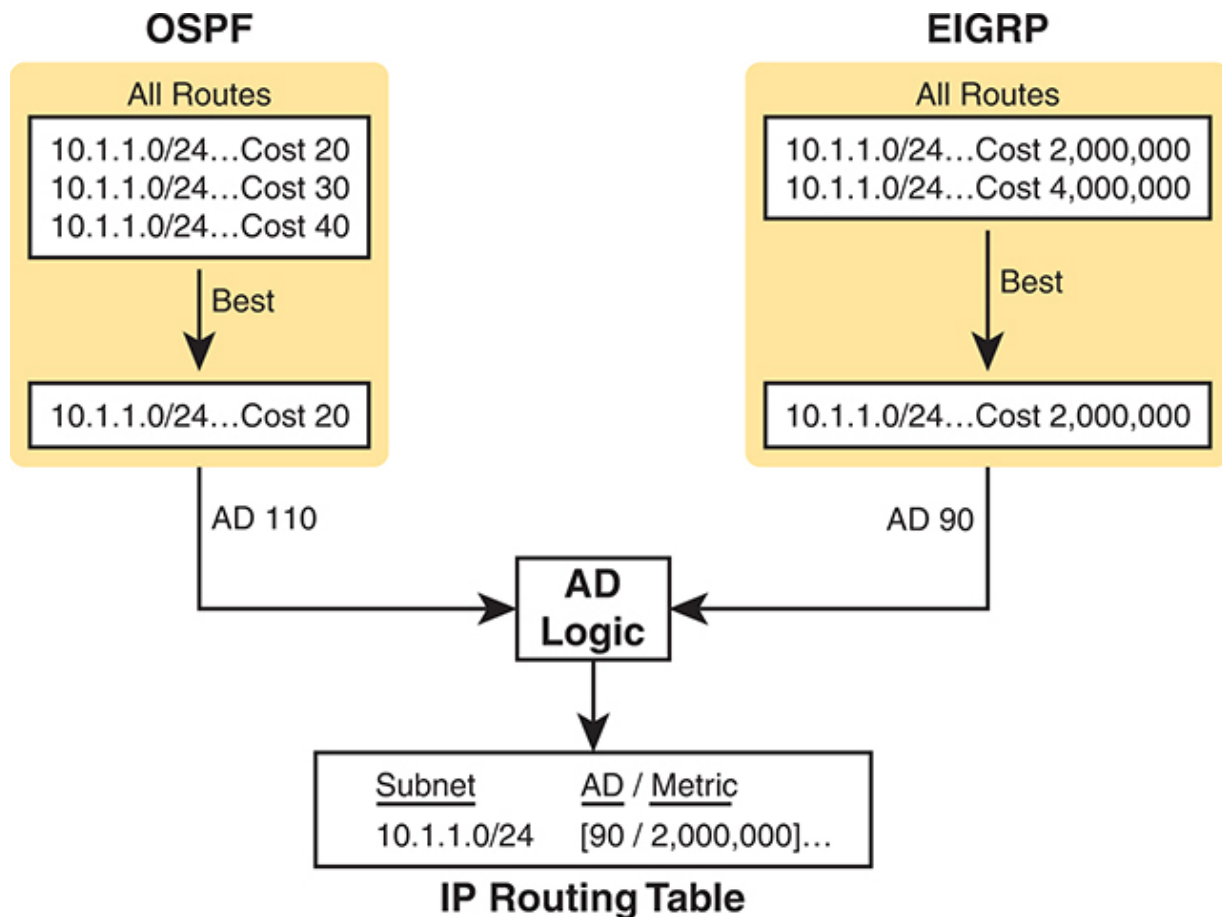 OSPF
All Routes
10.1.1.0/24...Cost 20
10.1.1.0/24...Cost 30
10.1.1.0/24...Cost 40
Best
10.1.1.0/24...Cost 20
AD 110
EIGRP
All Routes
10.1.1.0/24...Cost 2,000,000
10.1.1.0/24...Cost 4,000,000
Best
10.1.1.0/24...Cost 2,000,000
AD 90
AD
Logic
Subnet AD / Metric
10.1.1.0/24 [90 / 2,000,000]...
IP Routing Table